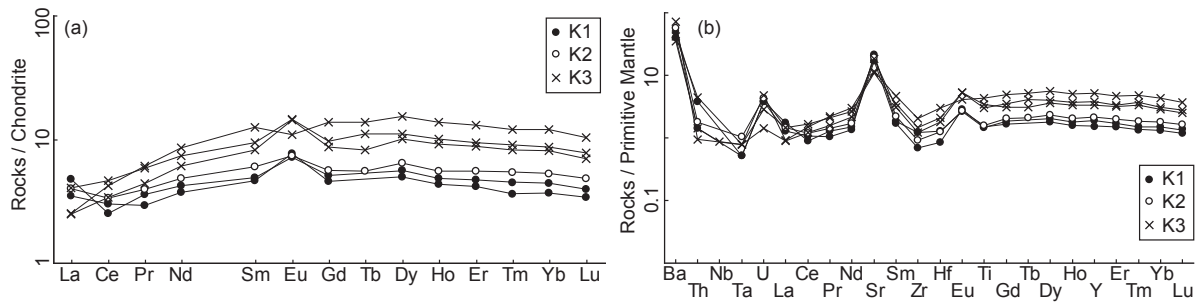 (a)
Rocks / Chondrite
100
10
1
K1
K2
K3
La Ce Pr Nd Sm Eu Gd Tb Dy Ho Er Tm Yb Lu
(b)
Rocks / Primitive Mantle
10
0.1
K1
K2
K3
Ba Nb U Ce Nd Sm Hf Ti Tb Ho Er Yb
Th Ta La Pr Sr Zr Eu Gd Dy Y Tm Lu